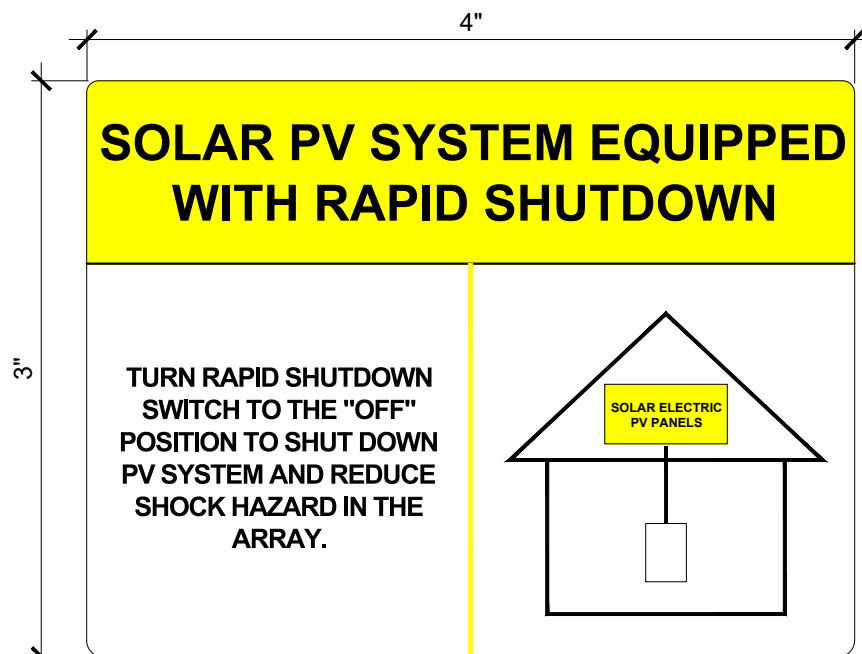 4"
3"
SOLAR PV SYSTEM EQUIPPED
WITH RAPID SHUTDOWN
TURN RAPID SHUTDOWN
SWITCH TO THE "OFF"
POSITION TO SHUT DOWN
PV SYSTEM AND REDUCE
SHOCK HAZARD IN THE
ARRAY.
SOLAR ELECTRIC
PV PANELS